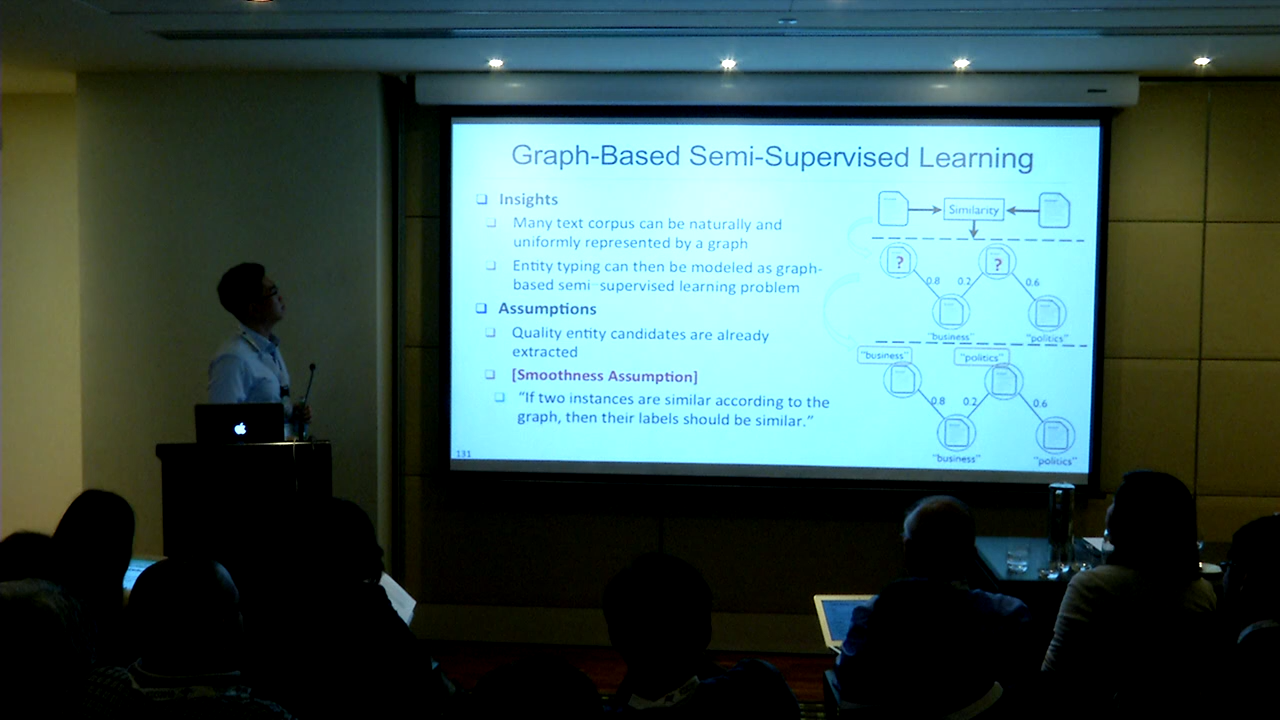 Graph-Based Semi-Supervised Learning
Insights
Many text corpus can be naturally and
uniformly represented by a graph
Entity typing can then be modeled as graph-
based semi-supervised learning problem
Assumptions
Quality entity candidates are already
extracted
[Smoothness Assumption]
"If two instances are similar according to the
graph, then their labels should be similar."
131
Similarity
? ?
0.8 0.2 0.6
"business" "politics"
"business" "politics"
0.8 0.2 0.6
"business" "politics"